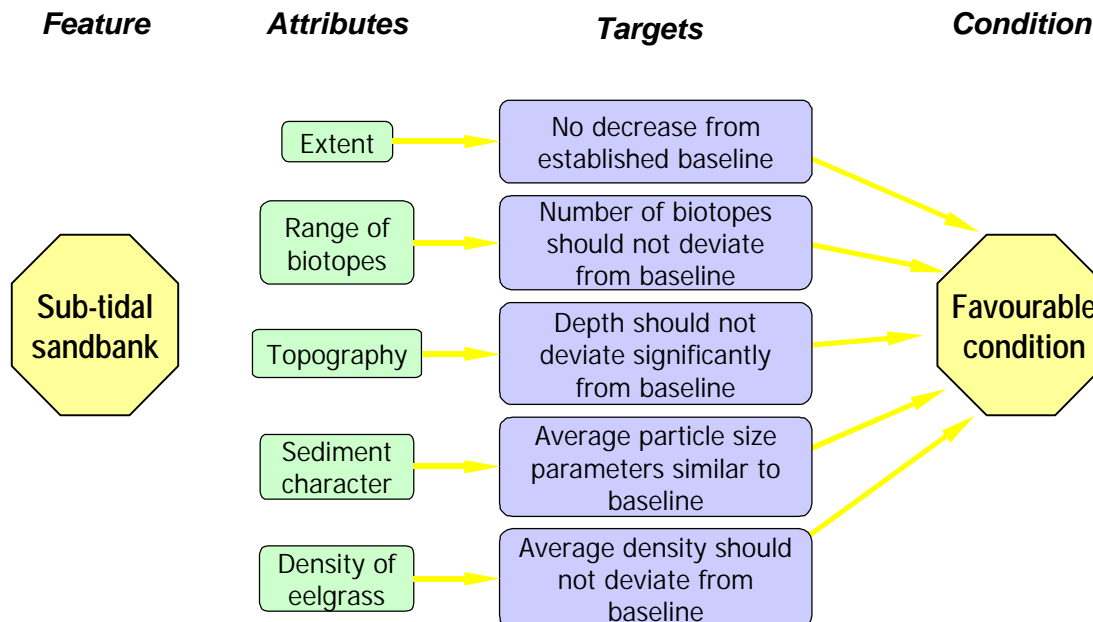 Feature
Attributes
Targets
Condition
Sub-tidal
sandbank
Extent
No decrease from
established baseline
Range of
biotopes
Number of biotopes
should not deviate
from baseline
Topography
Depth should not
deviate significantly
from baseline
Sediment
character
Average particle size
parameters similar to
baseline
Density of
eelgrass
Average density should
not deviate from
baseline
Favourable
condition